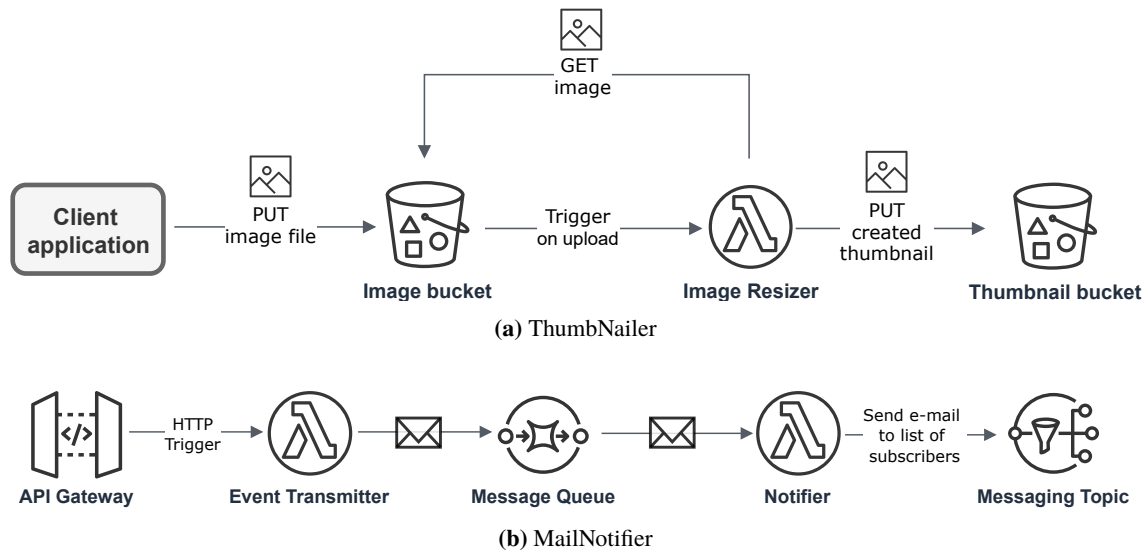 GET
image
PUT
image file
Client
application
Trigger
on upload
PUT
created
thumbnail
Image bucket
Image Resizer
Thumbnail bucket
(a) ThumbNailer
HTTP
Trigger
</>
Send e-mail
to list of
subscribers
API Gateway
Event Transmitter
Message Queue
Notifier
Messaging Topic
(b) MailNotifier